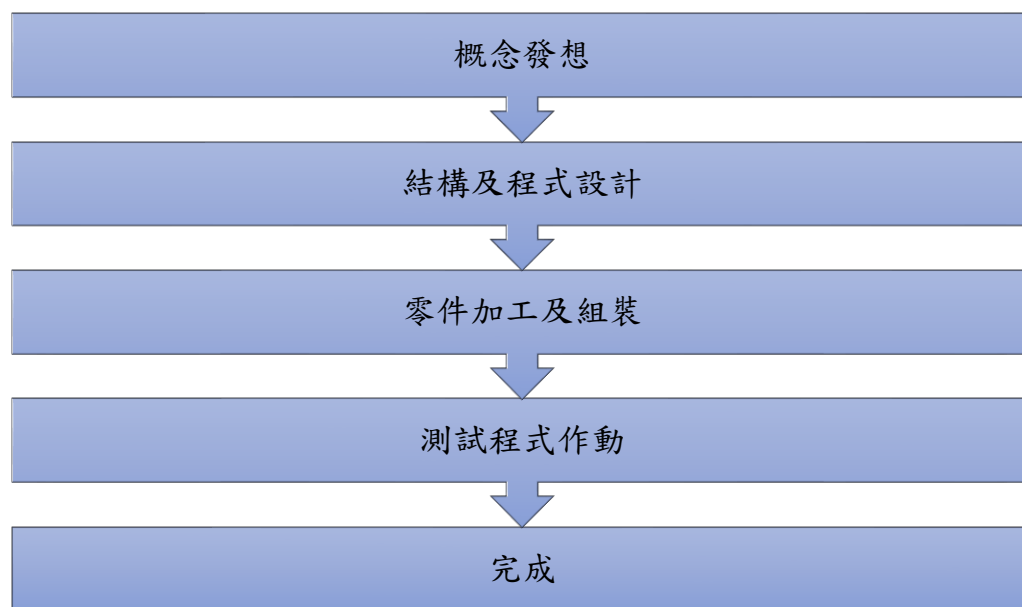 概念發想
結構及程式設計
零件加工及組裝
測試程式作動
完成